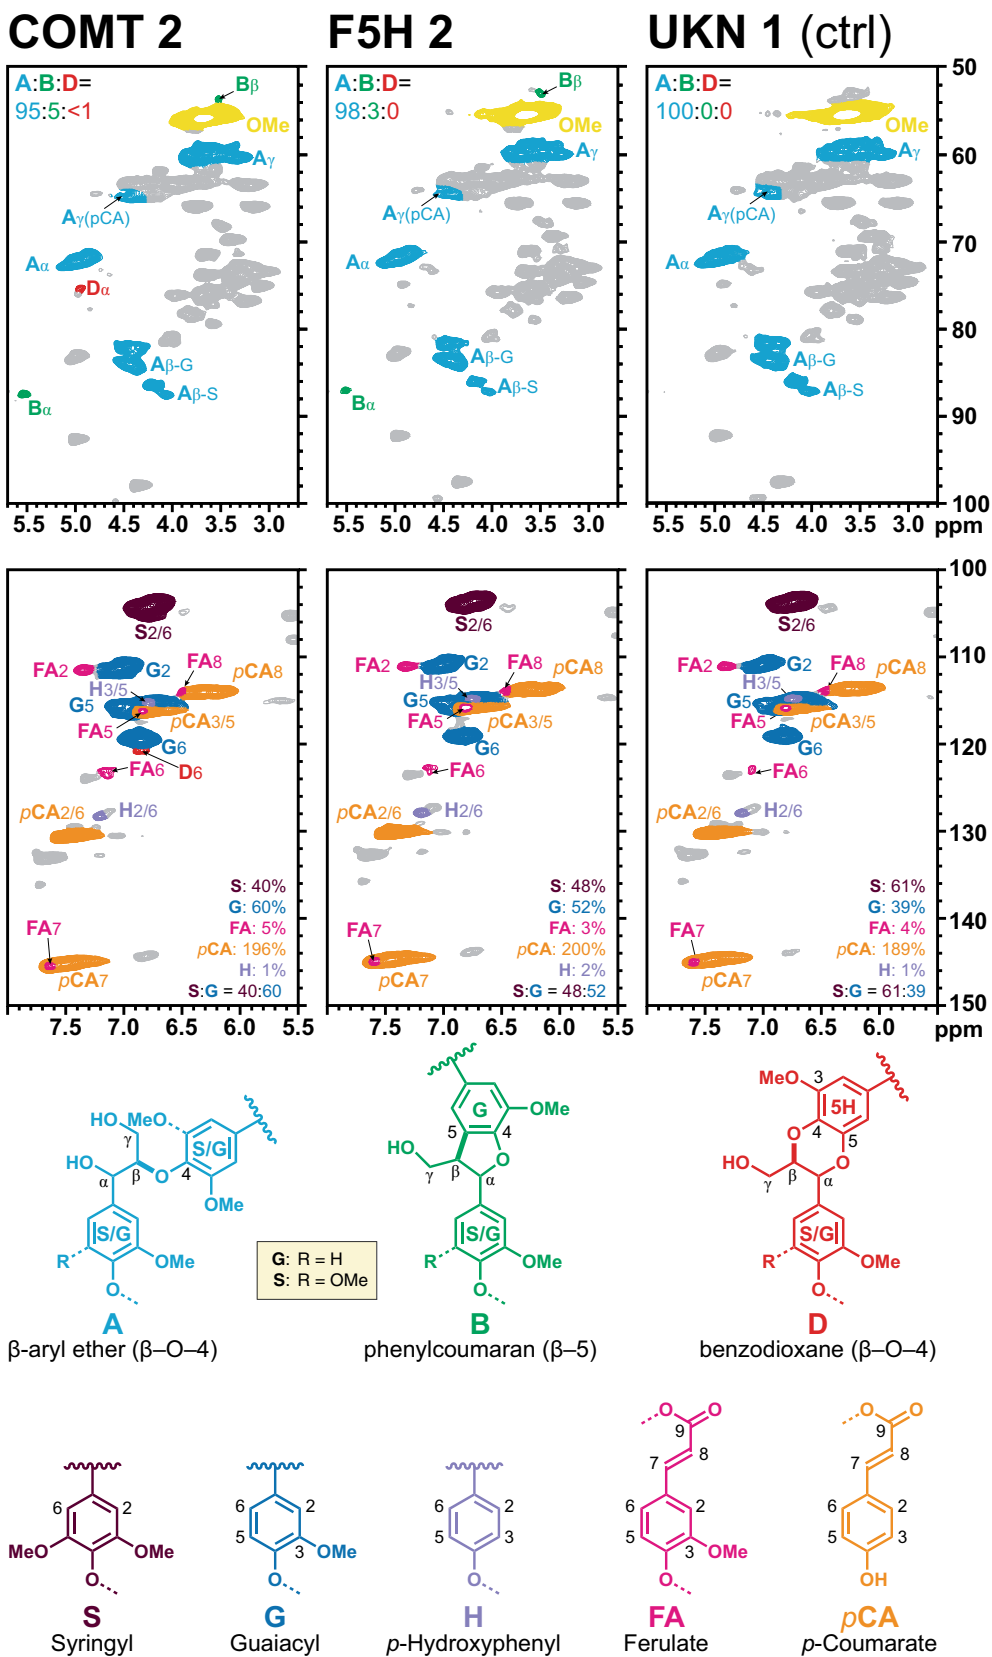 COMT 2
F5H 2
UKN 1 (ctrl)
A:B:D=
95:5:<1
Bβ
OMe
Aγ
Aγ(pCA)
Aα
Dα
Aβ-G
Aβ-S
Bα
A:B:D=
98:3:0
Bβ
OMe
Aγ
Aγ(pCA)
Aα
Aβ-G
Aβ-S
Bα
A:B:D=
100:0:0
OMe
Aγ
Aγ(pCA)
Aα
Aβ-G
Aβ-S
50
60
70
80
90
100
5.5 5.0 4.5 4.0 3.5 3.0
5.5 5.0 4.5 4.0 3.5 3.0
5.5 5.0 4.5 4.0 3.5 3.0 ppm
S2/6
FA2
G2
FA8
pCA8
H3/5
G5
FA5
pCA3/5
G6
FA6
D6
pCA2/6
H2/6
S: 40%
G: 60%
FA: 5%
pCA: 196%
H: 1%
S:G = 40:60
FA7
pCA7
S2/6
FA2
G2
FA8
pCA8
H3/5
G5
FA5
pCA3/5
G6
FA6
pCA2/6
H2/6
S: 48%
G: 52%
FA: 3%
pCA: 200%
H: 2%
S:G = 48:52
FA7
pCA7
S2/6
FA2
G2
FA8
pCA8
H3/5
G5
FA5
pCA3/5
G6
FA6
pCA2/6
H2/6
S: 61%
G: 39%
FA: 4%
pCA: 189%
H: 1%
S:G = 61:39
FA7
pCA7
100
110
120
130
140
150
7.5 7.0 6.5 6.0 5.5
7.5 7.0 6.5 6.0 5.5
7.5 7.0 6.5 6.0 ppm
HO
MeO
γ
S/G
HO
α
β
O
4
OMe
S/G
R
OMe
O
A
β-aryl ether (β–O–4)
G: R = H
S: R = OMe
G
OMe
5
4
HO
γ
β
O
α
S/G
R
OMe
O
B
phenylcoumaran (β–5)
MeO
3
5H
4
5
O
O
HO
γ
β
α
S/G
R
OMe
O
D
benzodioxane (β–O–4)
6
2
MeO
OMe
O
S
Syringyl
6
2
5
3
OMe
O
G
Guaiacyl
6
2
5
3
O
H
p-Hydroxyphenyl
O
O
9
7
8
6
2
5
3
OMe
O
FA
Ferulate
O
O
9
7
8
6
2
5
3
OH
pCA
p-Coumarate